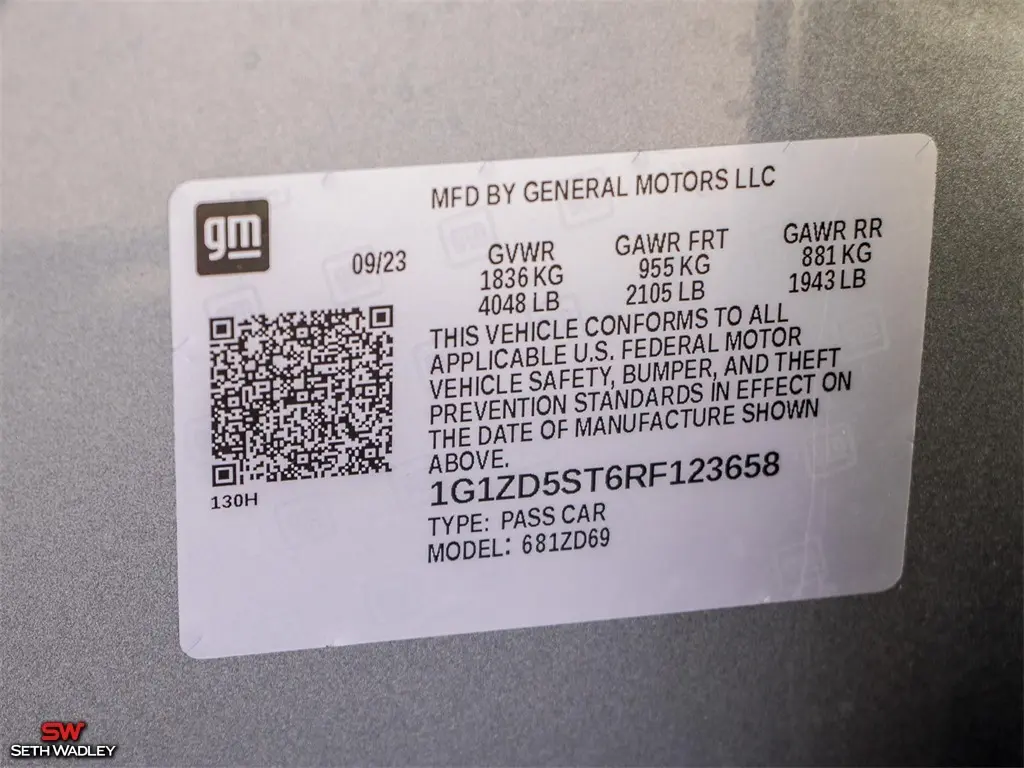 MFD BY GENERAL MOTORS LLC
gm
09/23
GVWR
1836 KG
4048 LB
GAWR FRT
955 KG
2105 LB
GAWR RR
881 KG
1943 LB
THIS VEHICLE CONFORMS TO ALL
APPLICABLE U.S. FEDERAL MOTOR
VEHICLE SAFETY, BUMPER, AND THEFT
PREVENTION STANDARDS IN EFFECT ON
THE DATE OF MANUFACTURE SHOWN
ABOVE.
130H
1G1ZD5ST6RF123658
TYPE: PASS CAR
MODEL: 681ZD69
SW
SETH WADLEY